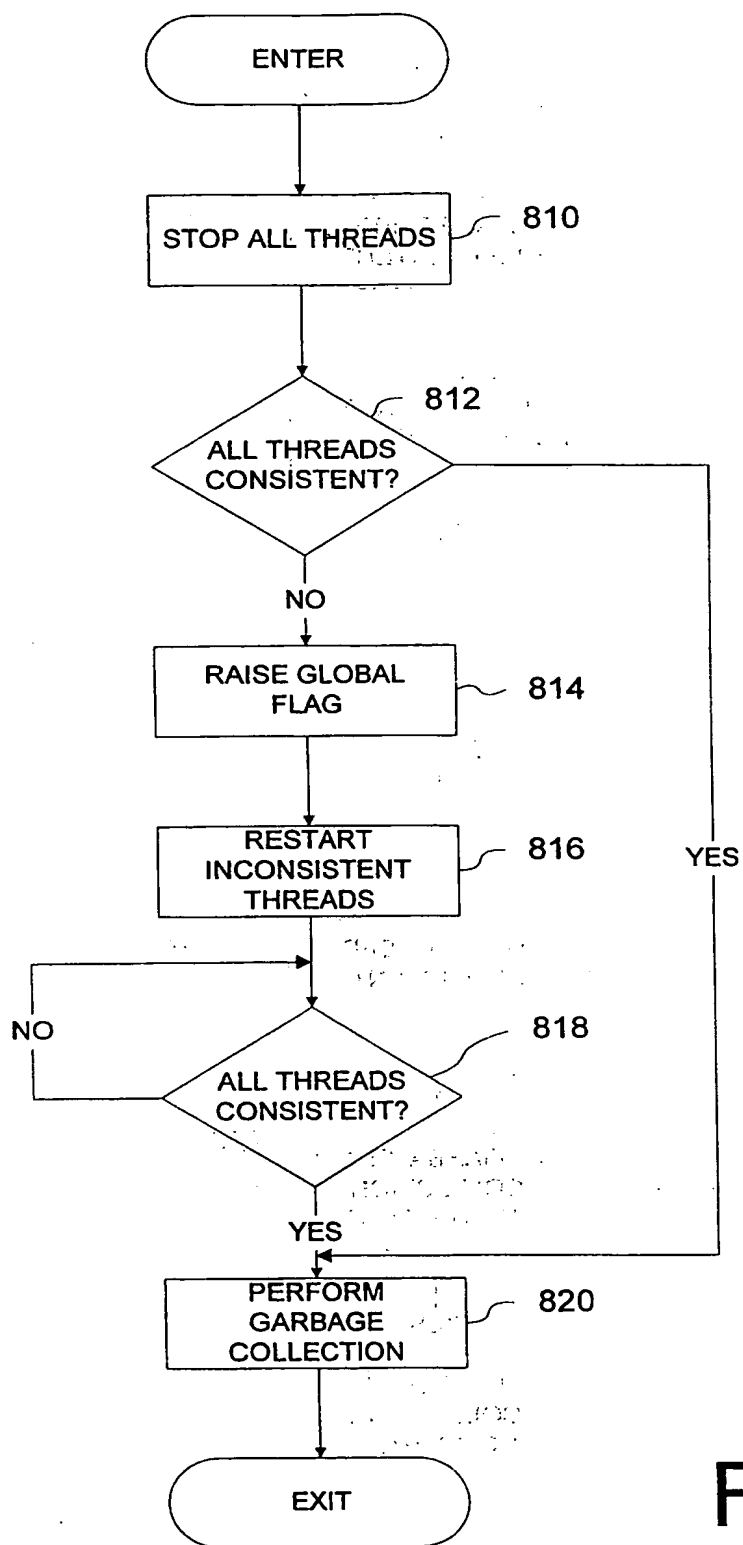 ENTER
STOP ALL THREADS
810
812
ALL THREADS
CONSISTENT?
NO
RAISE GLOBAL
FLAG
814
RESTART
INCONSISTENT
THREADS
816
YES
NO
818
ALL THREADS
CONSISTENT?
YES
PERFORM
GARBAGE
COLLECTION
820
EXIT
F